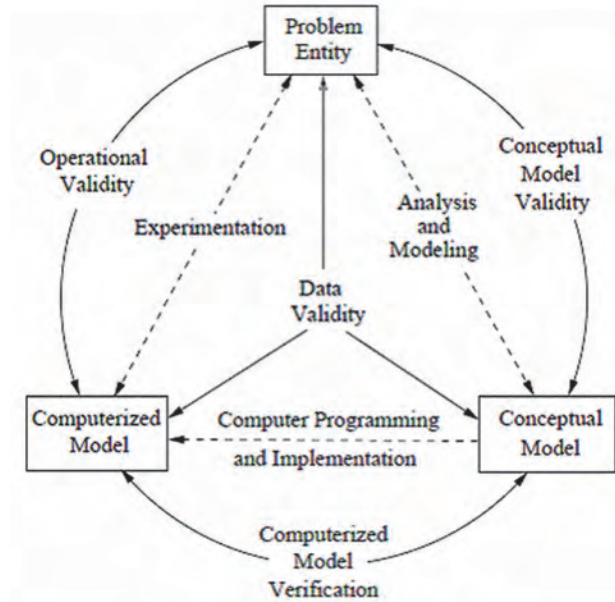 Problem
Entity
Operational
Validity
Conceptual
Model
Validity
Experimentation
Analysis
and
Modeling
Data
Validity
Computerized
Model
Computer Programming
and Implementation
Conceptual
Model
Computerized
Model
Verification